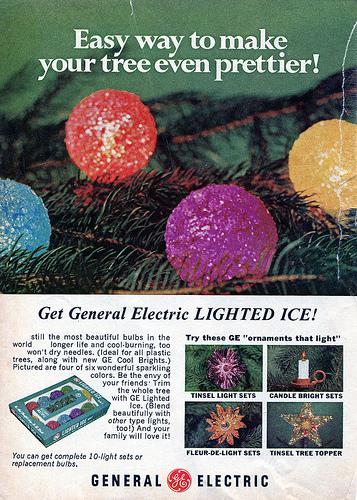 Easy way to make
your tree even prettier!
Get General Electric LIGHTED ICE!
still the most beautiful bulbs in the
world longer life and cool-burning, too
won't dry needles. (Ideal for all plastic
trees, along with new GE Cool Brights.)
Pictured are four of six wonderful sparkling
colors. Be the envy of
your friends. Trim
the whole tree
with GE Lighted
Ice. (Blend
beautifully with
other type lights,
too!) And your
family will love it!
LIGHTED ICE
You can get complete 10-light sets or
replacement bulbs.
Try these GE "ornaments that light"
TINSEL LIGHT SETS
CANDLE BRIGHT SETS
FLEUR-DE-LIGHT SETS
TINSEL TREE TOPPER
GENERAL GE ELECTRIC